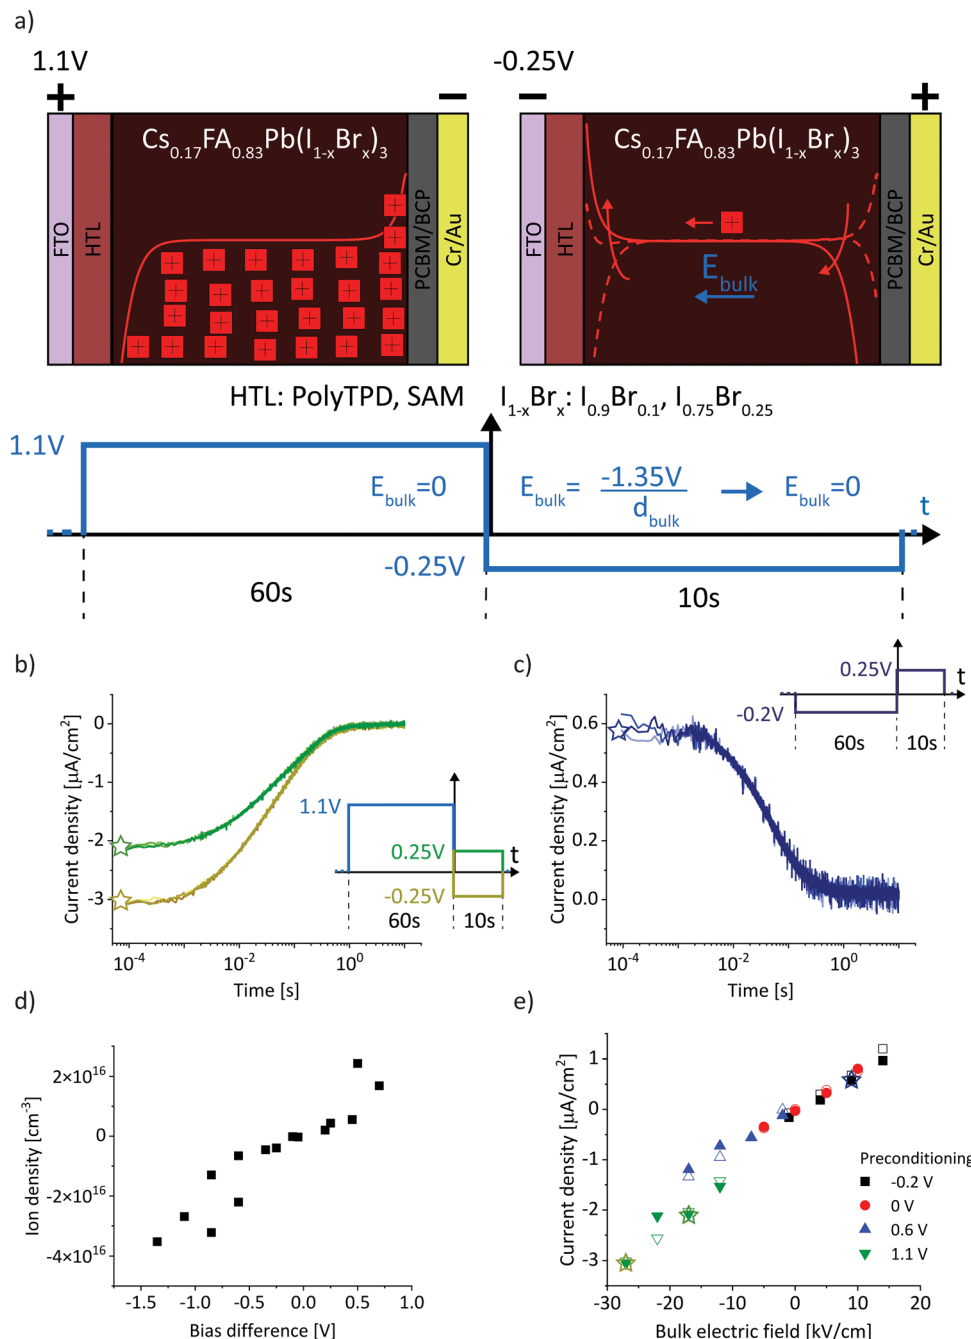 a)
1.1V
-0.25V
+
−
−
+
FTO
HTL
Cs0.17FA0.83Pb(I1-xBrx)3
PCBM/BCP
Cr/Au
FTO
HTL
Cs0.17FA0.83Pb(I1-xBrx)3
Ebulk
PCBM/BCP
Cr/Au
HTL: PolyTPD, SAM
I1-xBrx: I0.9Br0.1, I0.75Br0.25
1.1V
Ebulk=0
Ebulk= -1.35V/dbulk
Ebulk=0
t
-0.25V
60s
10s
b)
Current density [µA/cm²]
0
-1
-2
-3
10⁻⁴
10⁻²
10⁰
Time [s]
1.1V
0.25V
-0.25V
t
60s
10s
c)
Current density [µA/cm²]
0.6
0.4
0.2
0.0
10⁻⁴
10⁻²
10⁰
Time [s]
0.25V
-0.2V
t
60s
10s
d)
Ion density [cm⁻³]
2×10¹⁶
0
-2×10¹⁶
-4×10¹⁶
-1.5
-1.0
-0.5
0.0
0.5
1.0
Bias difference [V]
e)
Current density [µA/cm²]
1
0
-1
-2
-3
-30
-20
-10
0
10
20
Bulk electric field [kV/cm]
Preconditioning
-0.2 V
0 V
0.6 V
1.1 V